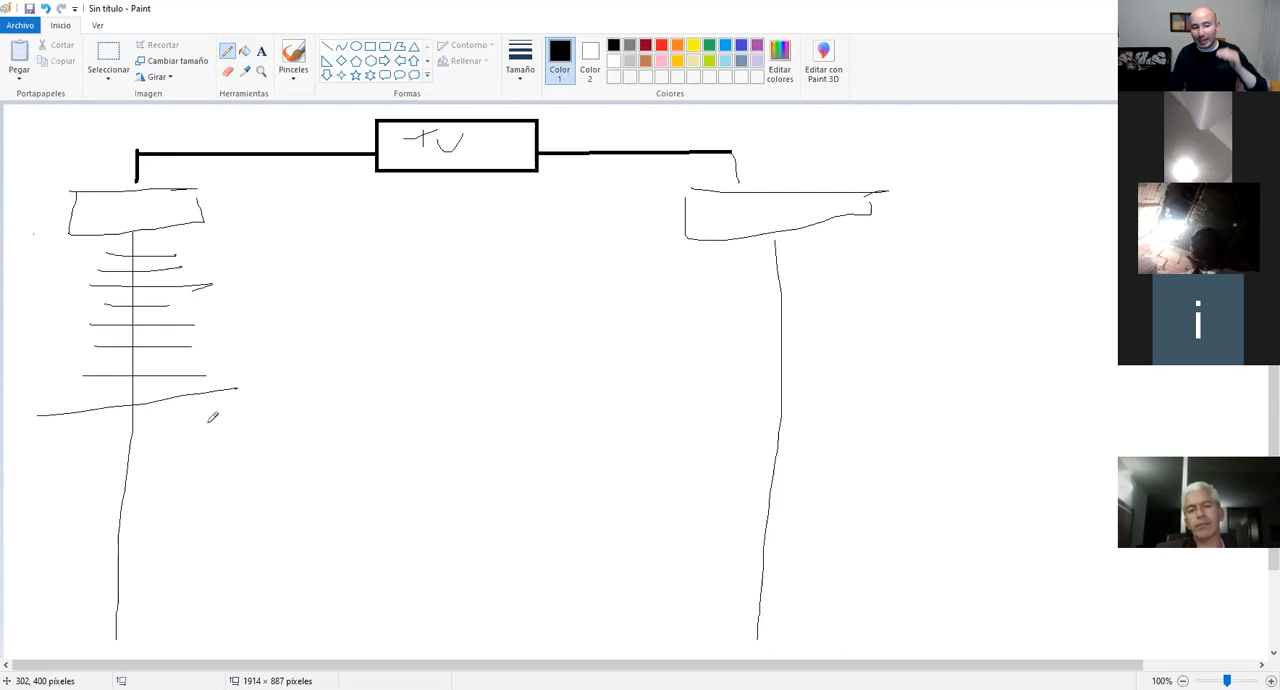 Sin título - Paint
Archivo Inicio Ver
Pegar
Cortar
Copiar
Portapapeles
Seleccionar
Recortar
Cambiar tamaño
Girar
Imagen
A
Herramientas
Pinceles
Contorno
Rellenar
Formas
Tamaño
Color 1
Color 2
Editar colores
Editar con Paint 3D
Colores
TU
i
302, 400 píxeles
1914 × 887 píxeles
100%